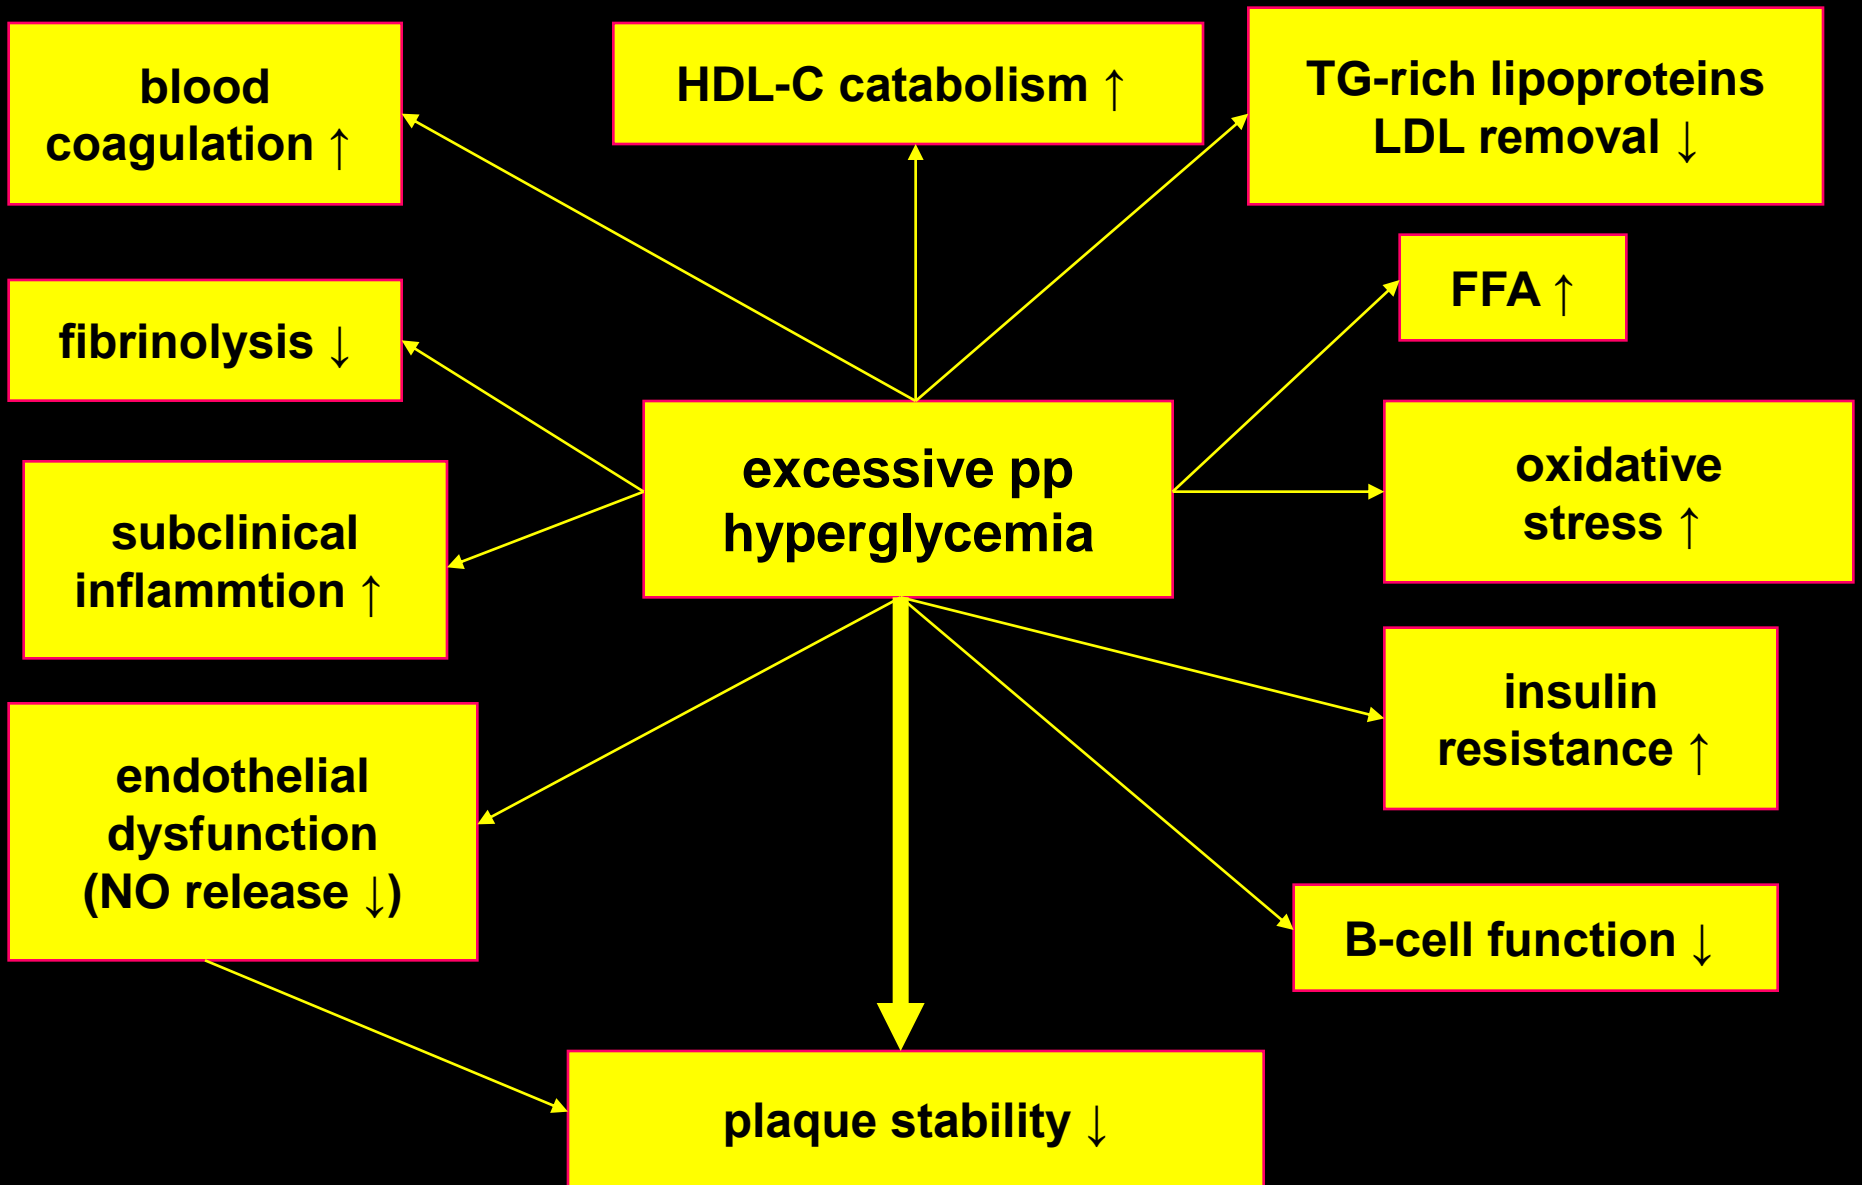 blood
coagulation ↑
HDL-C catabolism ↑
TG-rich lipoproteins
LDL removal ↓
FFA ↑
fibrinolysis ↓
excessive pp
hyperglycemia
oxidative
stress ↑
subclinical
inflammtion ↑
insulin
resistance ↑
endothelial
dysfunction
(NO release ↓)
B-cell function ↓
plaque stability ↓